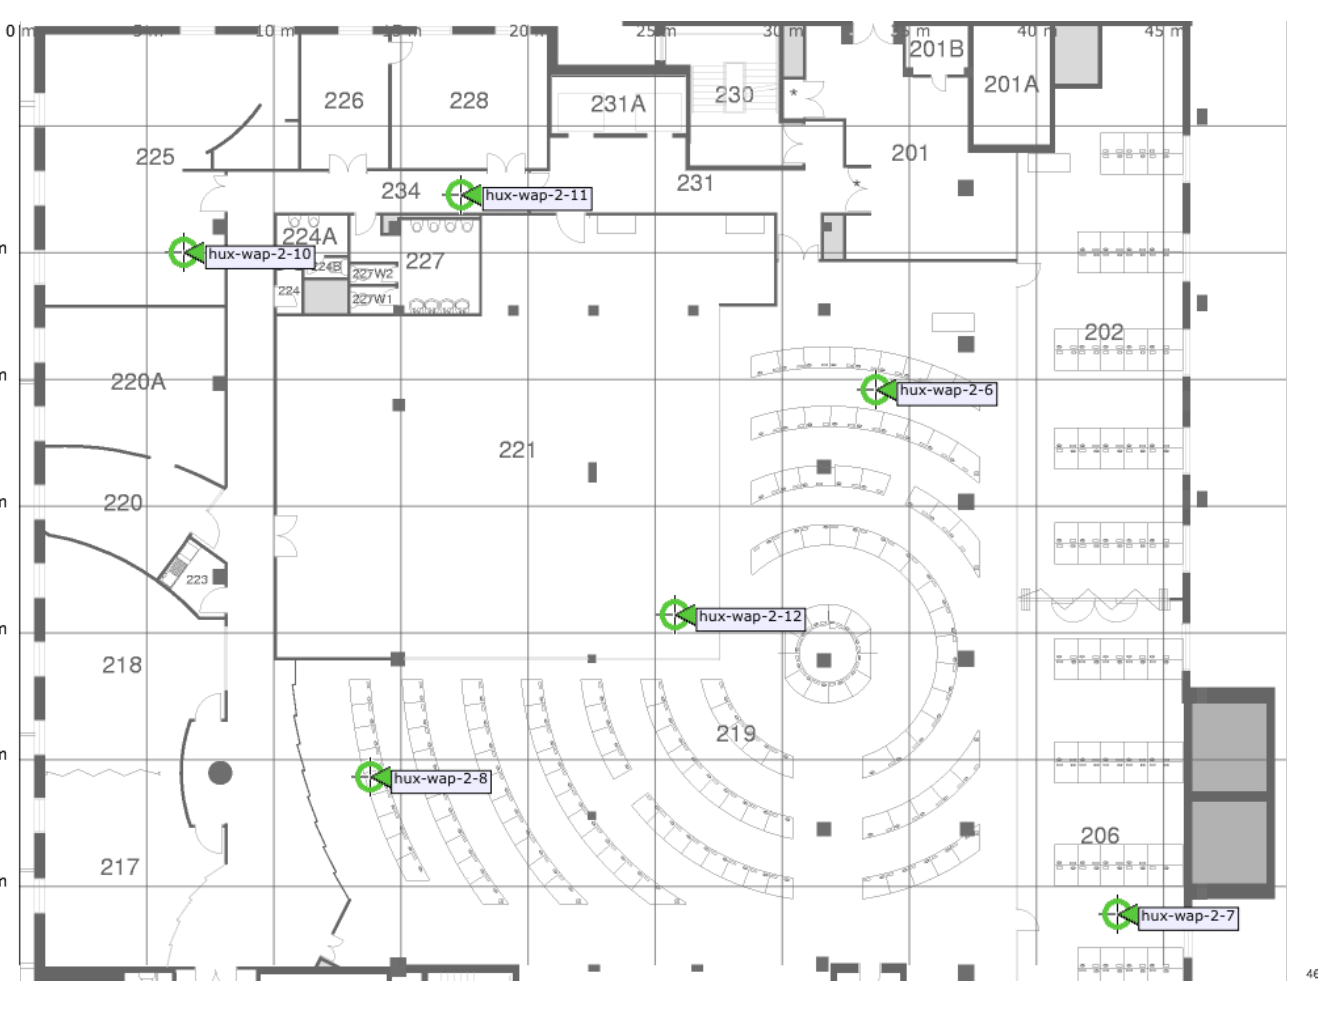 0 m 5 m 10 m 15 m 20 m 25 m 30 m 35 m 40 m 45 m
201B
201A
226
228
231A
230
*
225
201
234
231
*
hux-wap-2-11
224A
hux-wap-2-10
227
224B
227W2
224
227W1
m
202
220A
m
hux-wap-2-6
221
220
m
223
hux-wap-2-12
m
218
219
m
hux-wap-2-8
217
206
m
hux-wap-2-7
46